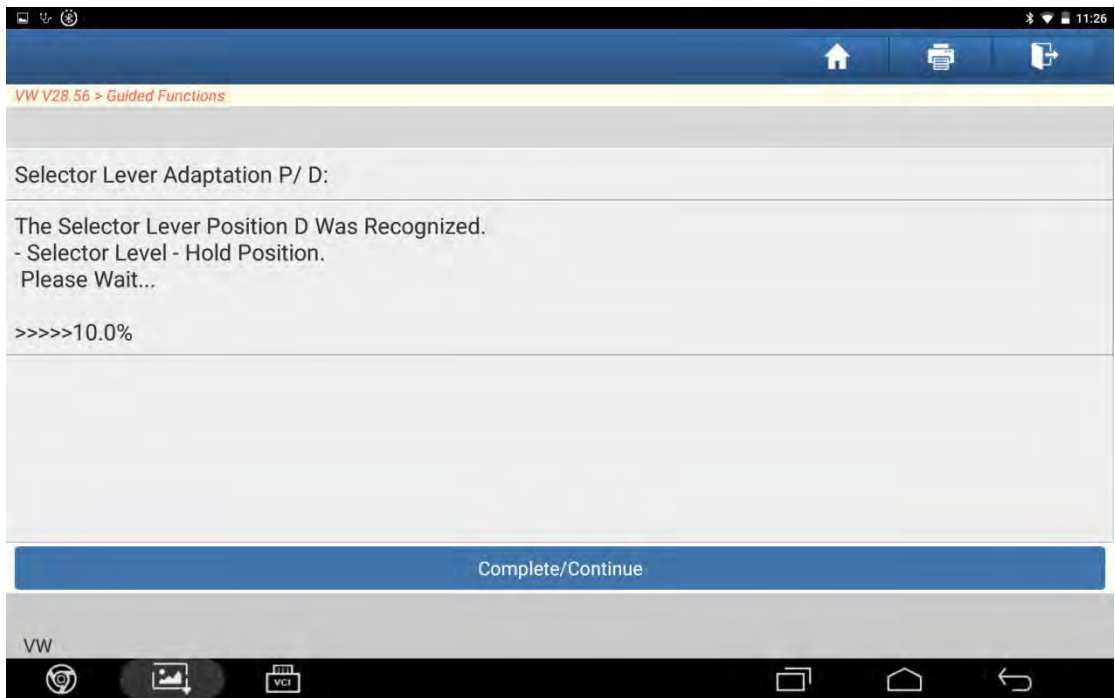 11:26
VW V28.56 > Guided Functions
Selector Lever Adaptation P/ D:
The Selector Lever Position D Was Recognized.
- Selector Level - Hold Position.
Please Wait...
>>>>>10.0%
Complete/Continue
VW
VCI